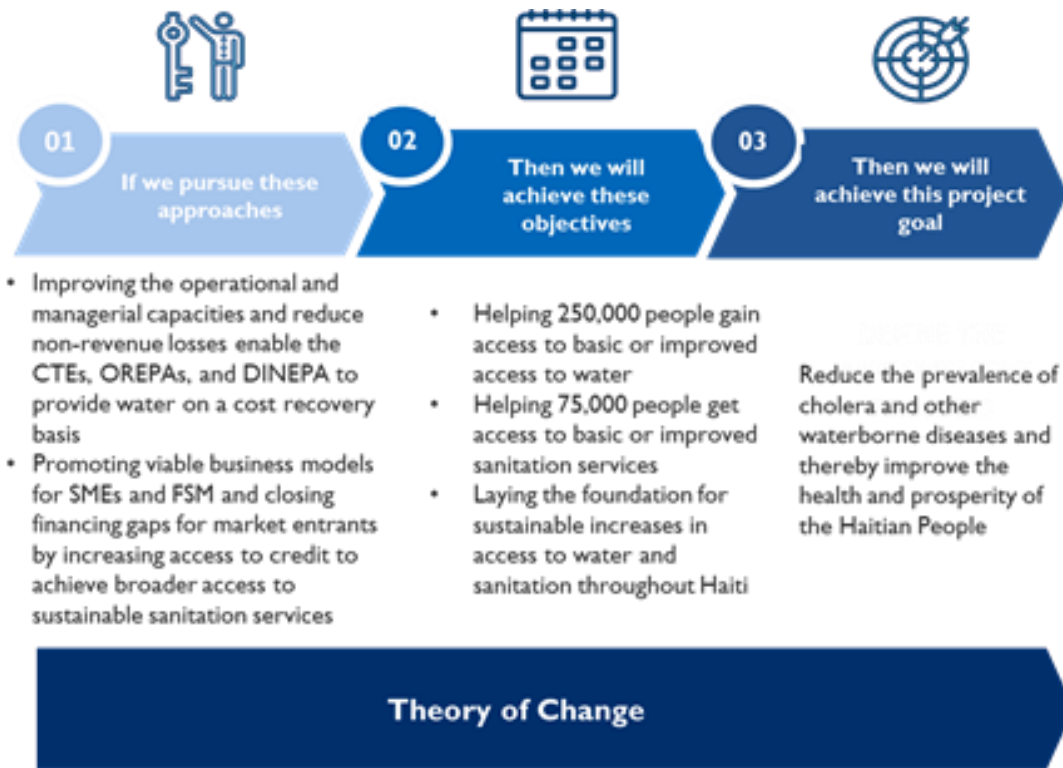 01
If we pursue these
approaches
02
Then we will
achieve these
objectives
03
Then we will
achieve this project
goal
• Improving the operational and
managerial capacities and reduce
non-revenue losses enable the
CTEs, OREPAs, and DINEPA to
provide water on a cost recovery
basis
• Promoting viable business models
for SMEs and FSM and closing
financing gaps for market entrants
by increasing access to credit to
achieve broader access to
sustainable sanitation services
• Helping 250,000 people gain
access to basic or improved
access to water
• Helping 75,000 people get
access to basic or improved
sanitation services
• Laying the foundation for
sustainable increases in
access to water and
sanitation throughout Haiti
Reduce the prevalence of
cholera and other
waterborne diseases and
thereby improve the
health and prosperity of
the Haitian People
Theory of Change